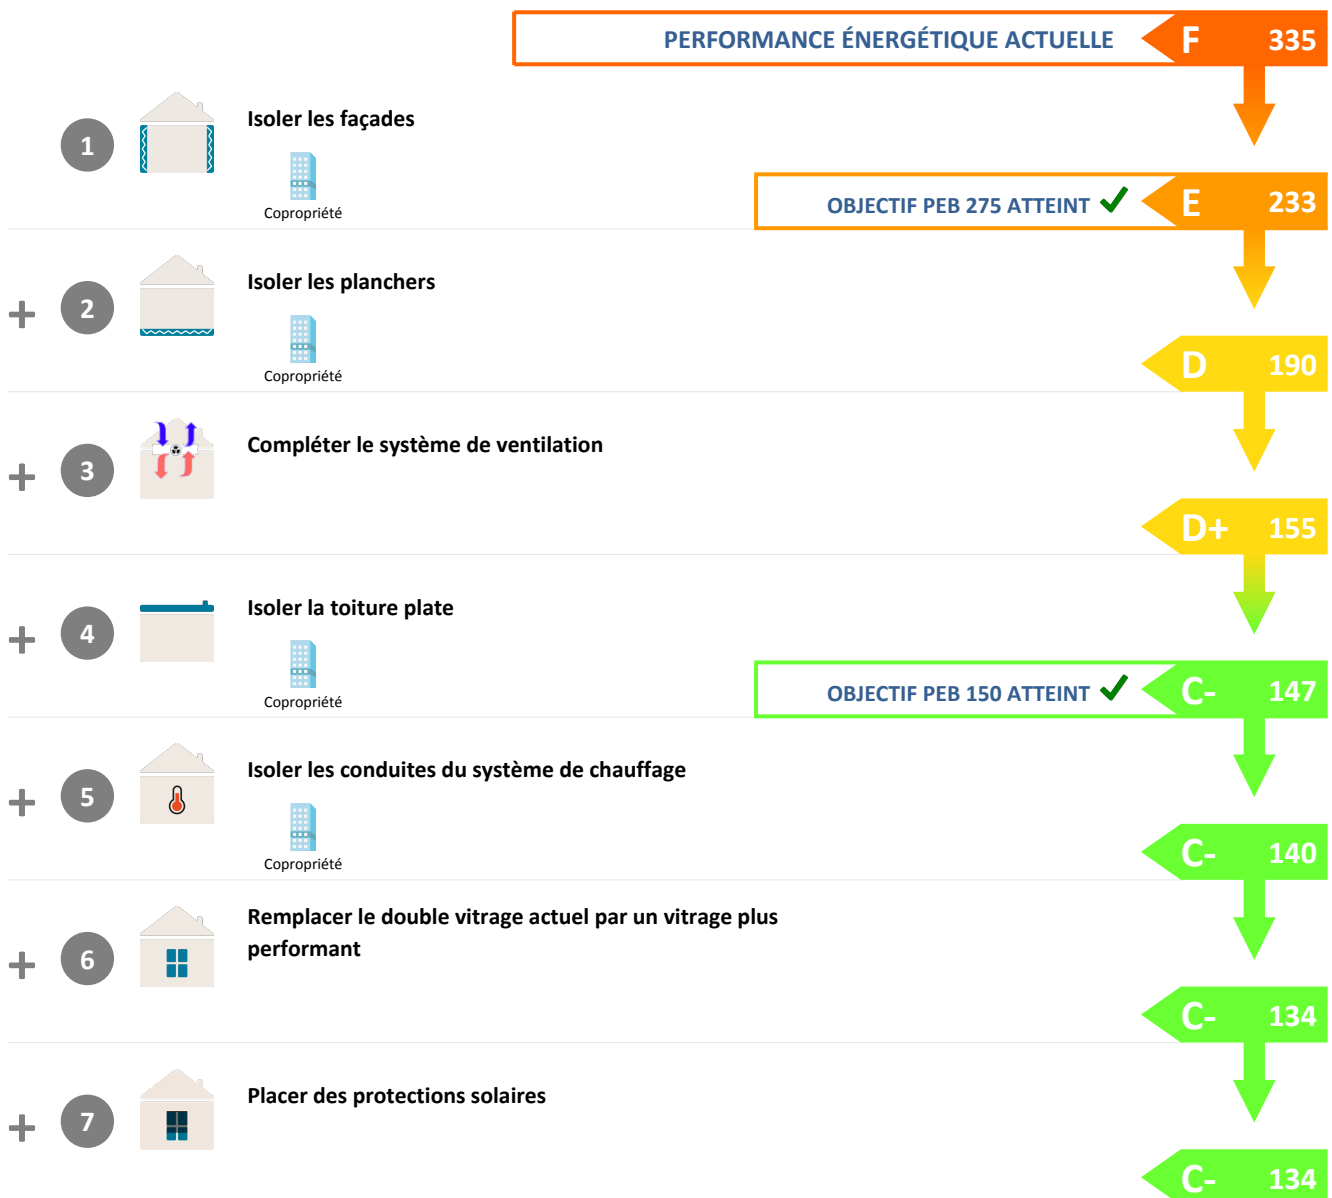 PERFORMANCE ÉNERGÉTIQUE ACTUELLE F 335
1 Isoler les façades
Copropriété
OBJECTIF PEB 275 ATTEINT E 233
+ 2 Isoler les planchers
Copropriété
D 190
+ 3 Compléter le système de ventilation
D+ 155
+ 4 Isoler la toiture plate
Copropriété
OBJECTIF PEB 150 ATTEINT C- 147
+ 5 Isoler les conduites du système de chauffage
Copropriété
C- 140
+ 6 Remplacer le double vitrage actuel par un vitrage plus
performant
C- 134
+ 7 Placer des protections solaires
C- 134